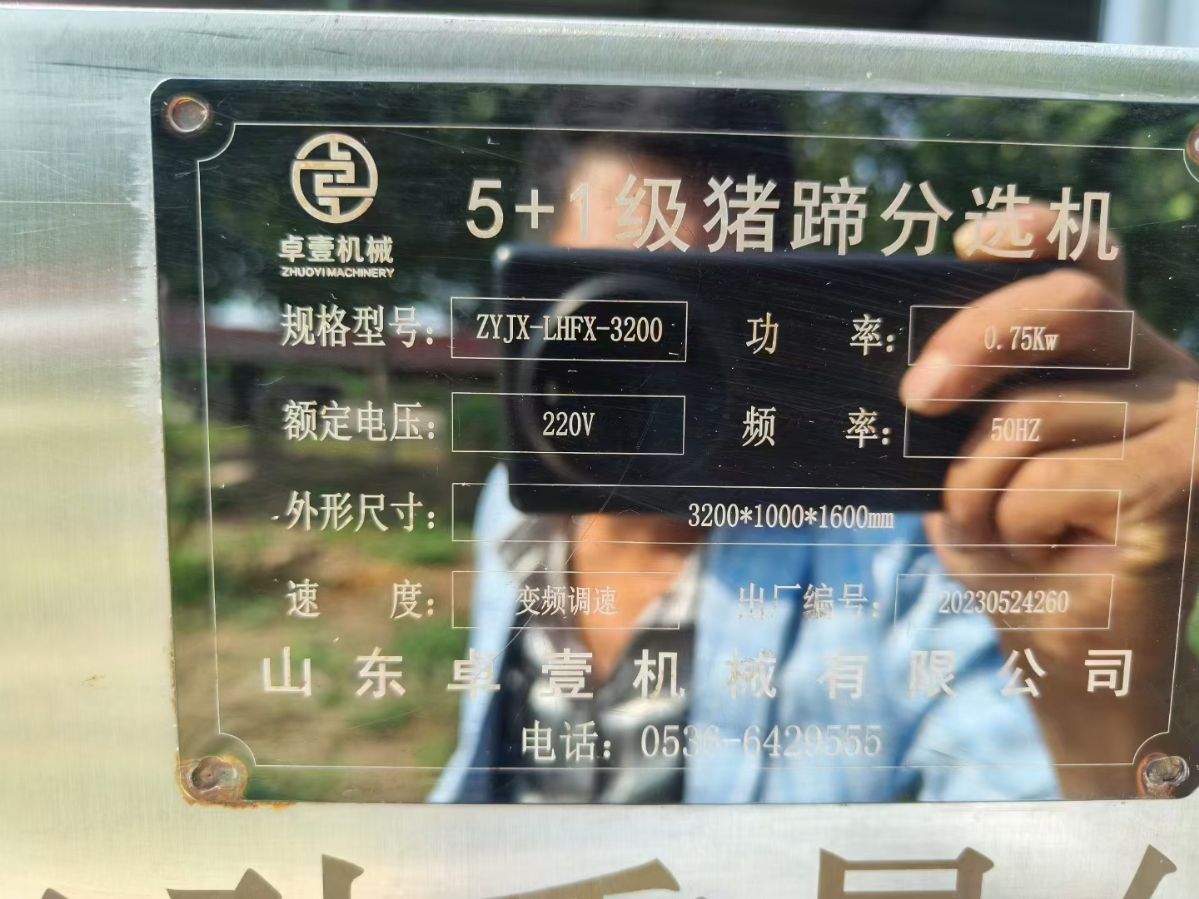 卓壹机械
ZHUOYI MACHINERY
5+1级猪蹄分选机
规格型号: ZYJX-LHFX-3200 功率: 0.75Kw
额定电压: 220V 频率: 50HZ
外形尺寸: 3200*1000*1600mm
速度: 变频调速 出厂编号: 20230524260
山东卓壹机械有限公司
电话: 0536-6429555